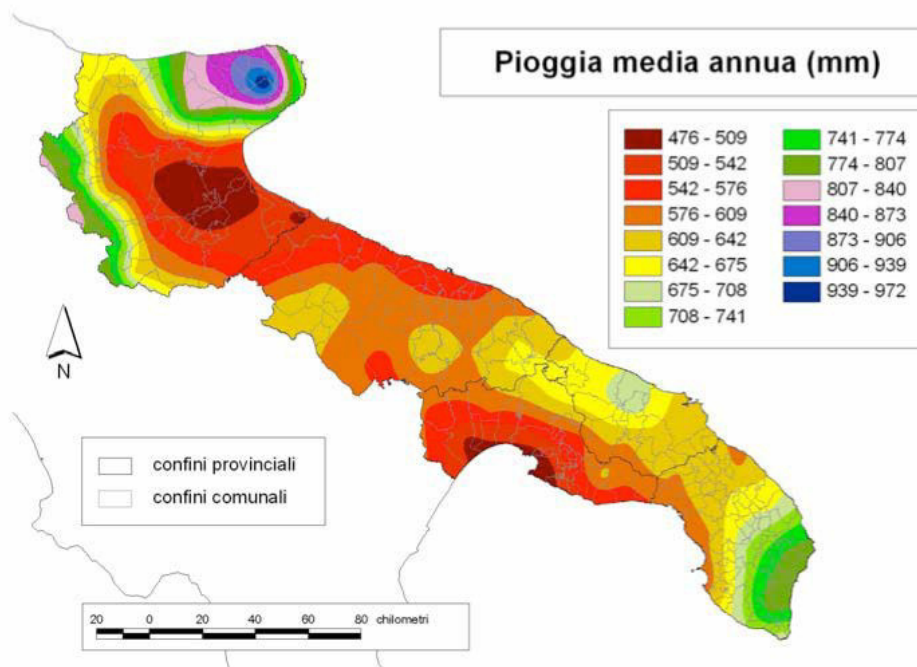 Pioggia media annua (mm)
476 - 509
509 - 542
542 - 576
576 - 609
609 - 642
642 - 675
675 - 708
708 - 741
741 - 774
774 - 807
807 - 840
840 - 873
873 - 906
906 - 939
939 - 972
N
confini provinciali
confini comunali
20 0 20 40 60 80 chilometri